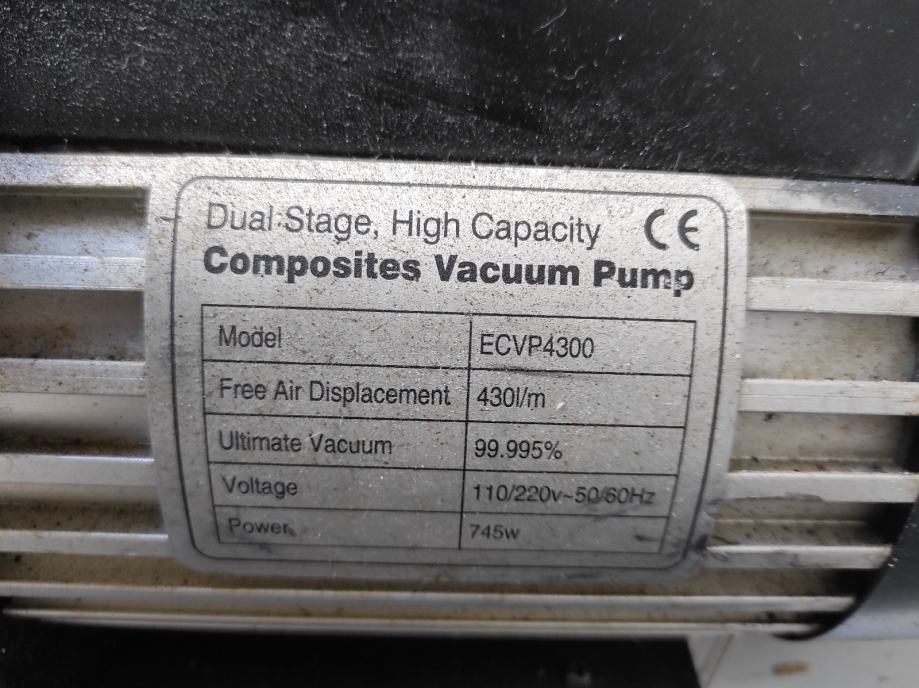 Dual Stage, High Capacity CE
Composites Vacuum Pump
Model ECVP4300
Free Air Displacement 430l/m
Ultimate Vacuum 99.995%
Voltage 110/220v~50/60Hz
Power 745w